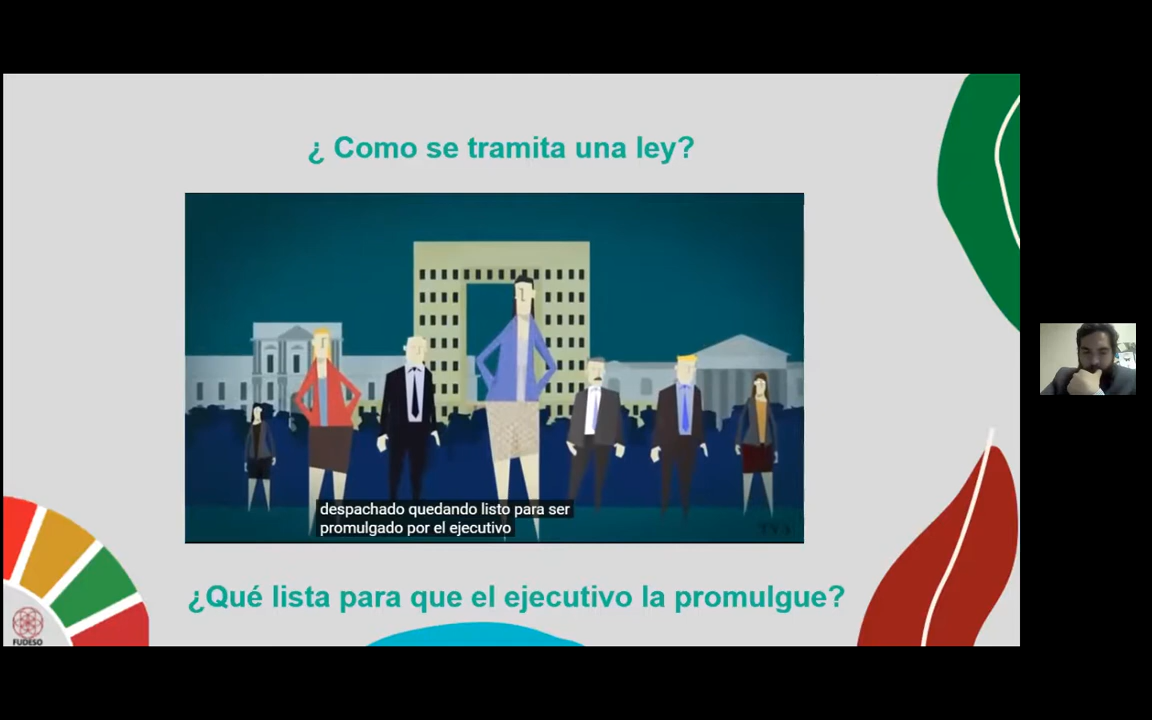 ¿ Como se tramita una ley?
despachado quedando listo para ser
promulgado por el ejecutivo
¿Qué lista para que el ejecutivo la promulgue?
FUDESO